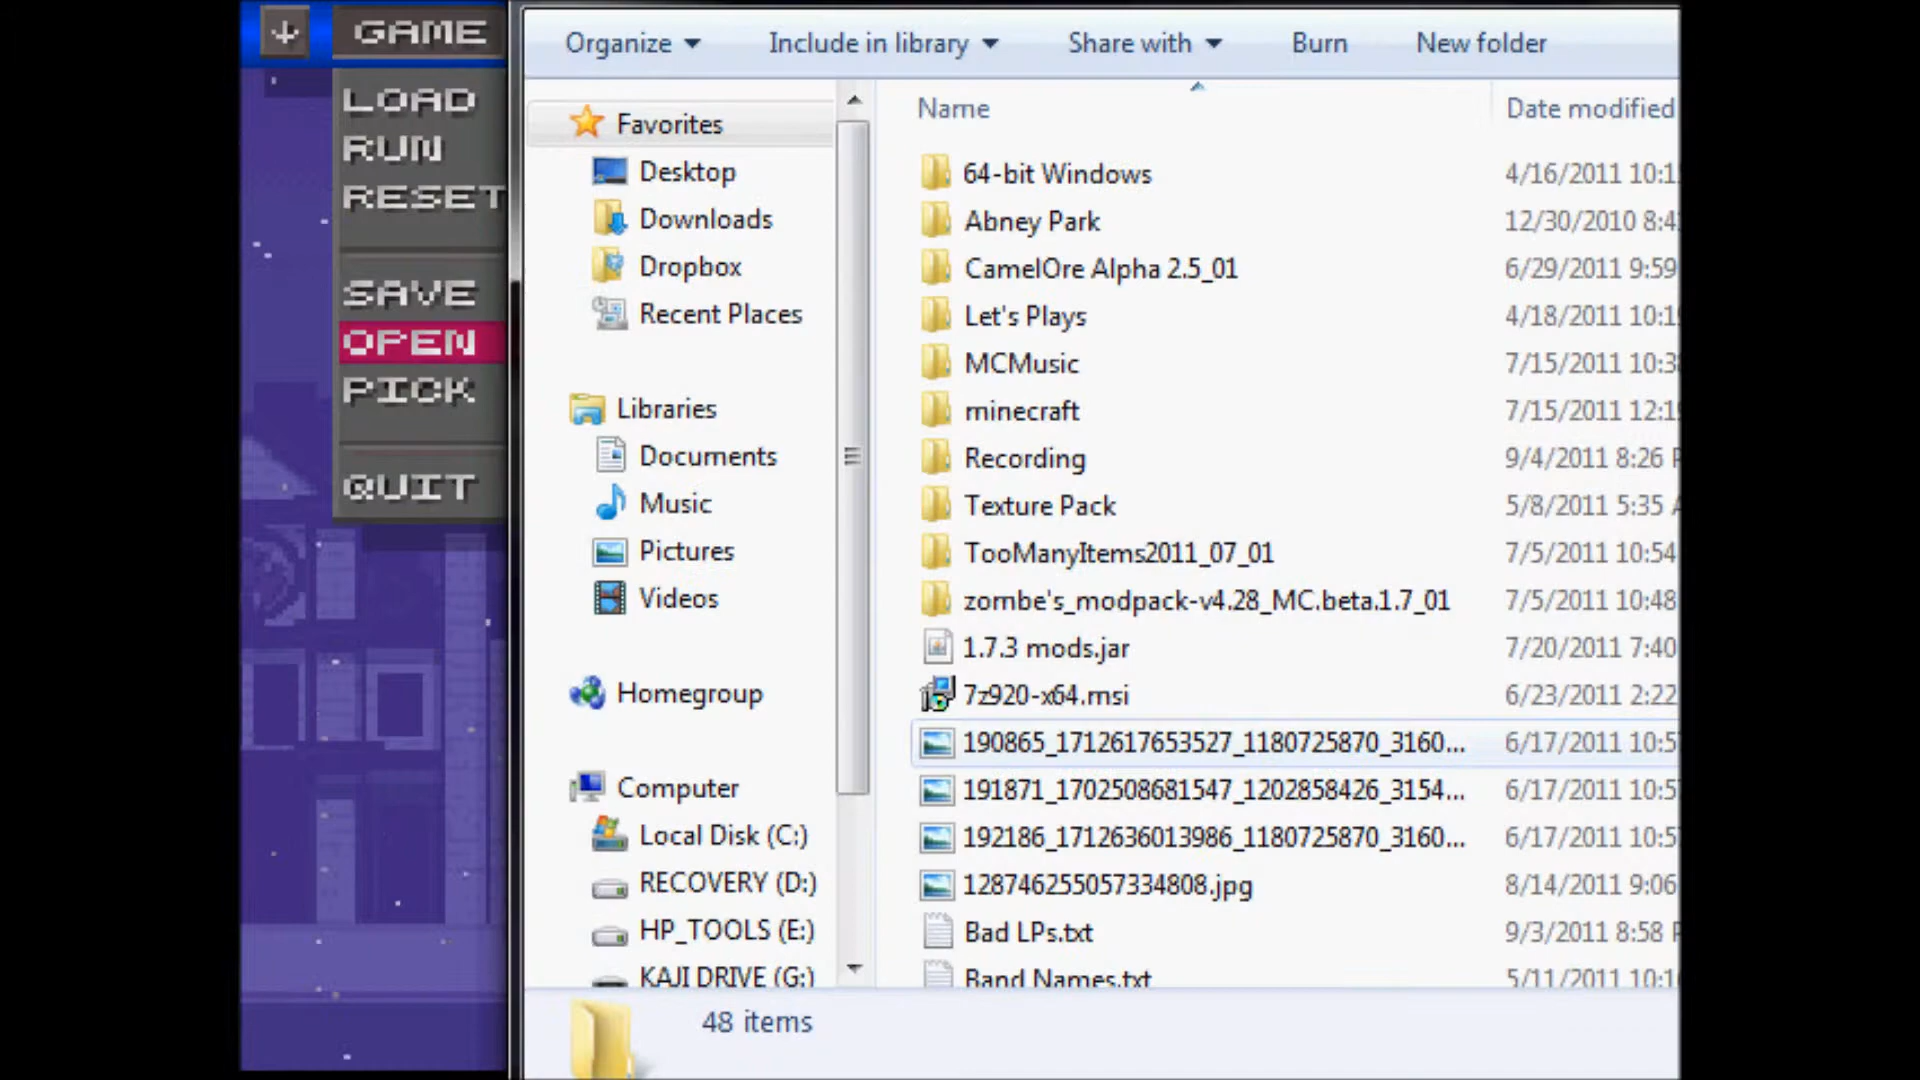 GAME
LOAD
RUN
RESET
SAVE
OPEN
PICK
QUIT
Organize
Include in library
Share with
Burn
New folder
Favorites
Desktop
Downloads
Dropbox
Recent Places
Libraries
Documents
Music
Pictures
Videos
Homegroup
Computer
Local Disk (C:)
RECOVERY (D:)
HP_TOOLS (E:)
KAJI DRIVE (G:)
Name Date modified
64-bit Windows 4/16/2011 10:1
Abney Park 12/30/2010 8:4
CamelOre Alpha 2.5_01 6/29/2011 9:59
Let's Plays 4/18/2011 10:1
MCMusic 7/15/2011 10:3
minecraft 7/15/2011 12:1
Recording 9/4/2011 8:26
Texture Pack 5/8/2011 5:35 A
TooManyItems2011_07_01 7/5/2011 10:54
zombe's_modpack-v4.28_MC.beta.1.7_01 7/5/2011 10:48
1.7.3 mods.jar 7/20/2011 7:40
7z920-x64.msi 6/23/2011 2:22
190865_1712617653527_1180725870_3160... 6/17/2011 10:5
191871_1702508681547_1202858426_3154... 6/17/2011 10:5
192186_1712636013986_1180725870_3160... 6/17/2011 10:5
128746255057334808.jpg 8/14/2011 9:06
Bad LPs.txt 9/3/2011 8:58
Band Names.txt 5/11/2011 10:1
48 items